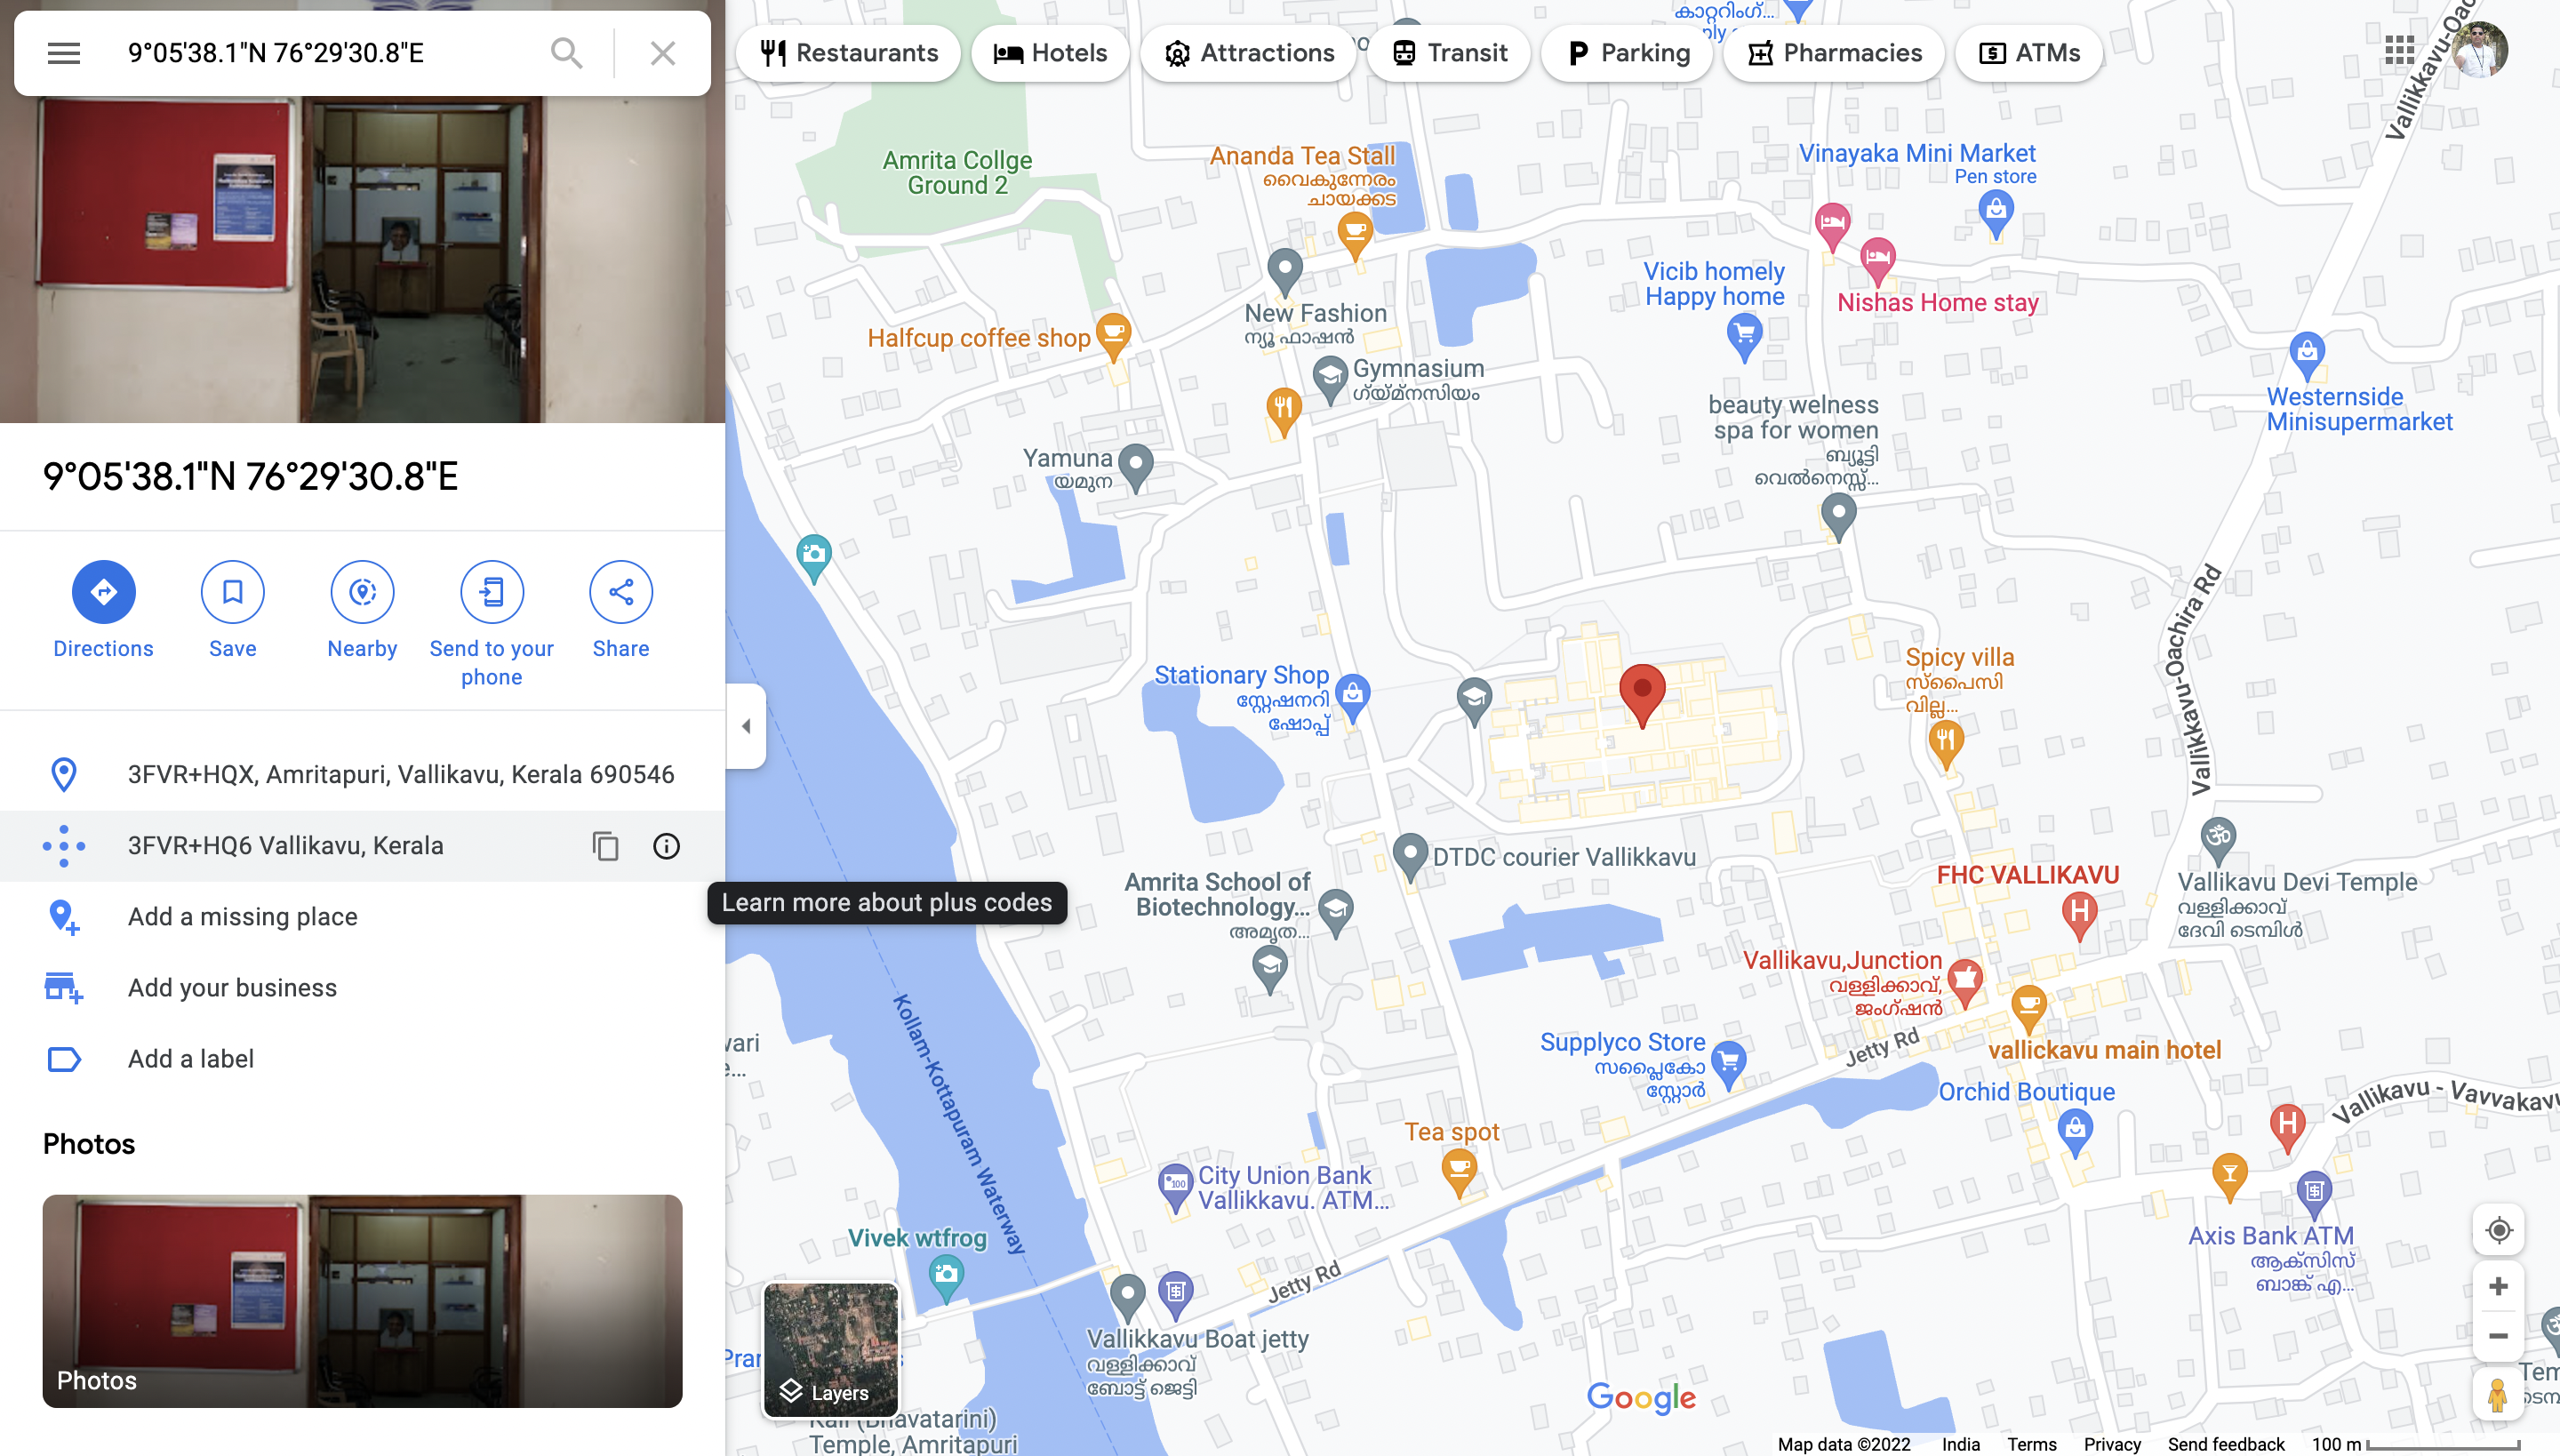 9°05'38.1"N 76°29'30.8"E
9°05'38.1"N 76°29'30.8"E
Directions
Save
Nearby
Send to your
phone
Share
3FVR+HQX, Amritapuri, Vallikavu, Kerala 690546
3FVR+HQ6 Vallikavu, Kerala
Learn more about plus codes
Add a missing place
Add your business
Add a label
Photos
Photos
Restaurants
Hotels
Attractions
Transit
Parking
Pharmacies
ATMs
കാറ്ററിംഗ്...
Amrita Collge
Ground 2
Ananda Tea Stall
വൈകുന്നേരം
ചായക്കട
Vinayaka Mini Market
Pen store
Vallikkavu-Oac
New Fashion
ന്യൂ ഫാഷൻ
Vicib homely
Happy home
Nishas Home stay
Halfcup coffee shop
Gymnasium
ഗ്യ്മ്നസിയം
Westernside
Minisupermarket
beauty welness
spa for women
ബ്യൂട്ടി
വെൽനെസ്സ്...
Yamuna
യമുന
Vallikkavu-Oachira Rd
Stationary Shop
സ്റ്റേഷനറി
ഷോപ്പ്
Spicy villa
സ്പൈസി
വില്ല...
DTDC courier Vallikkavu
Amrita School of
Biotechnology...
അമൃത...
FHC VALLIKAVU
Vallikavu Devi Temple
വള്ളിക്കാവ്
ദേവി ടെമ്പിൾ
Vallikavu,Junction
വള്ളിക്കാവ്,
ജംഗ്ഷൻ
Kollam-Kottapuram Waterway
Supplyco Store
സപ്ലൈകോ
സ്റ്റോർ
Jetty Rd
vallickavu main hotel
Orchid Boutique
Vallikavu - Vavvakavu
Tea spot
City Union Bank
Vallikkavu. ATM...
Vivek wtfrog
Axis Bank ATM
ആക്സിസ്
ബാങ്ക് എ...
Jetty Rd
Vallikkavu Boat jetty
വള്ളിക്കാവ്
ബോട്ട് ജെട്ടി
Layers
Kali (Bhavatarini)
Temple, Amritapuri
Google
Map data ©2022
India
Terms
Privacy
Send feedback
100 m